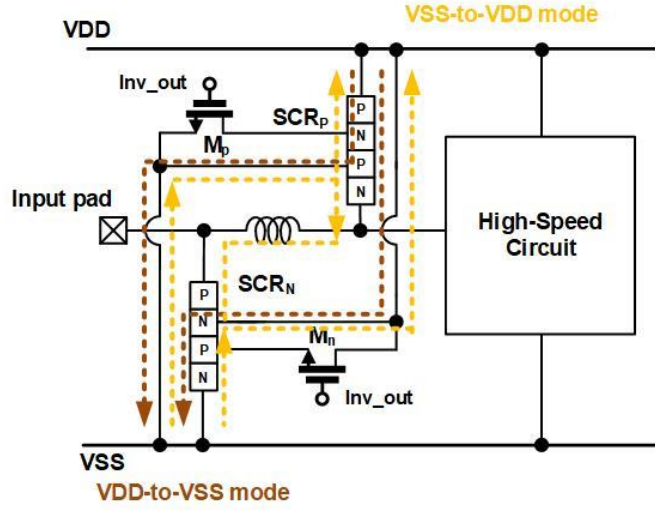 VSS-to-VDD mode
VDD
Inv_out
SCRP
P
N
P
N
Mp
Input pad
High-Speed
Circuit
SCRN
P
N
P
N
Mn
Inv_out
VSS
VDD-to-VSS mode